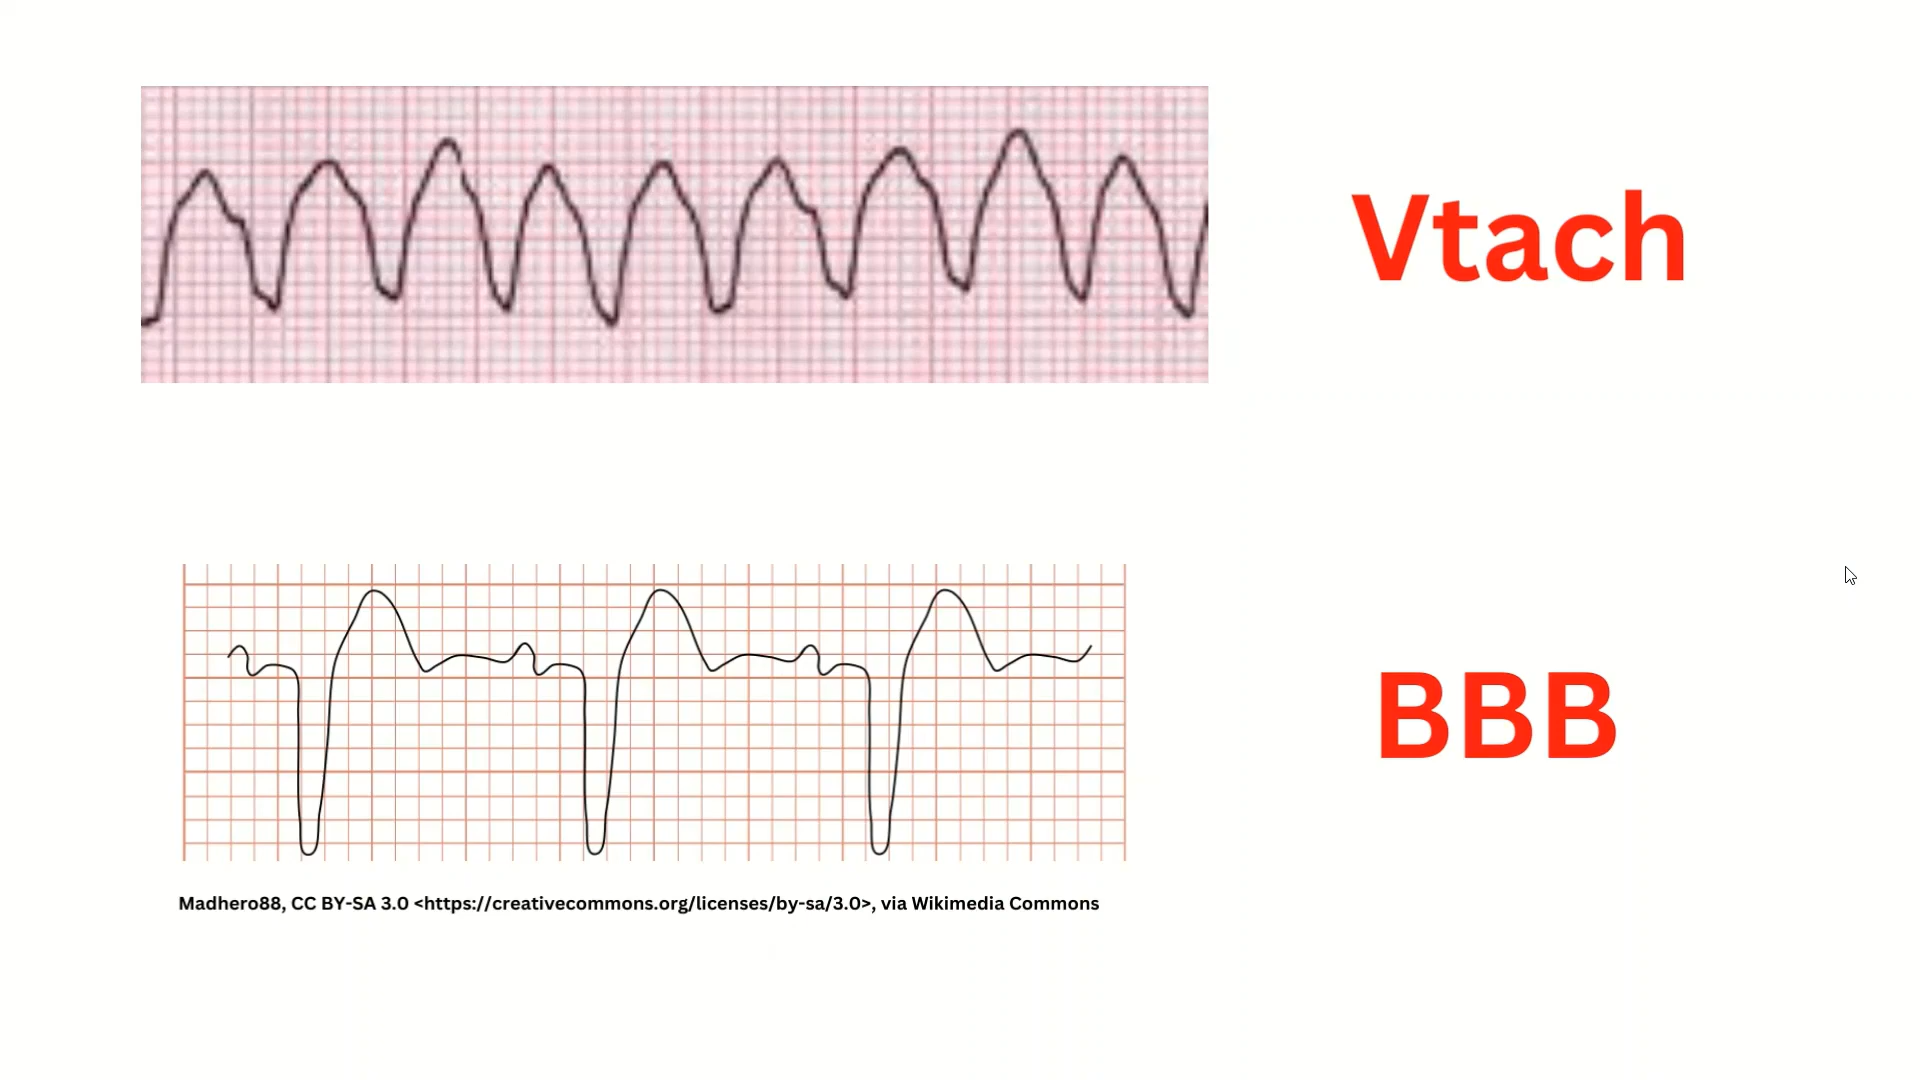 Vtach
BBB
Madhero88, CC BY-SA 3.0 <https://creativecommons.org/licenses/by-sa/3.0>, via Wikimedia Commons